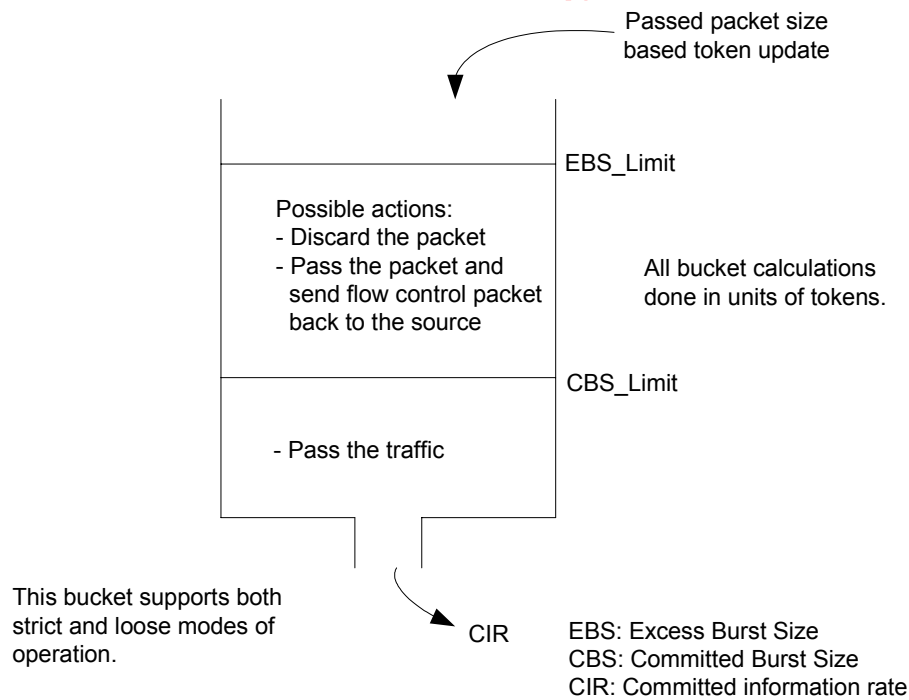 Passed packet size
based token update
EBS_Limit
Possible actions:
- Discard the packet
- Pass the packet and
send flow control packet
back to the source
All bucket calculations
done in units of tokens.
CBS_Limit
- Pass the traffic
This bucket supports both
strict and loose modes of
operation.
CIR
EBS: Excess Burst Size
CBS: Committed Burst Size
CIR: Committed information rate